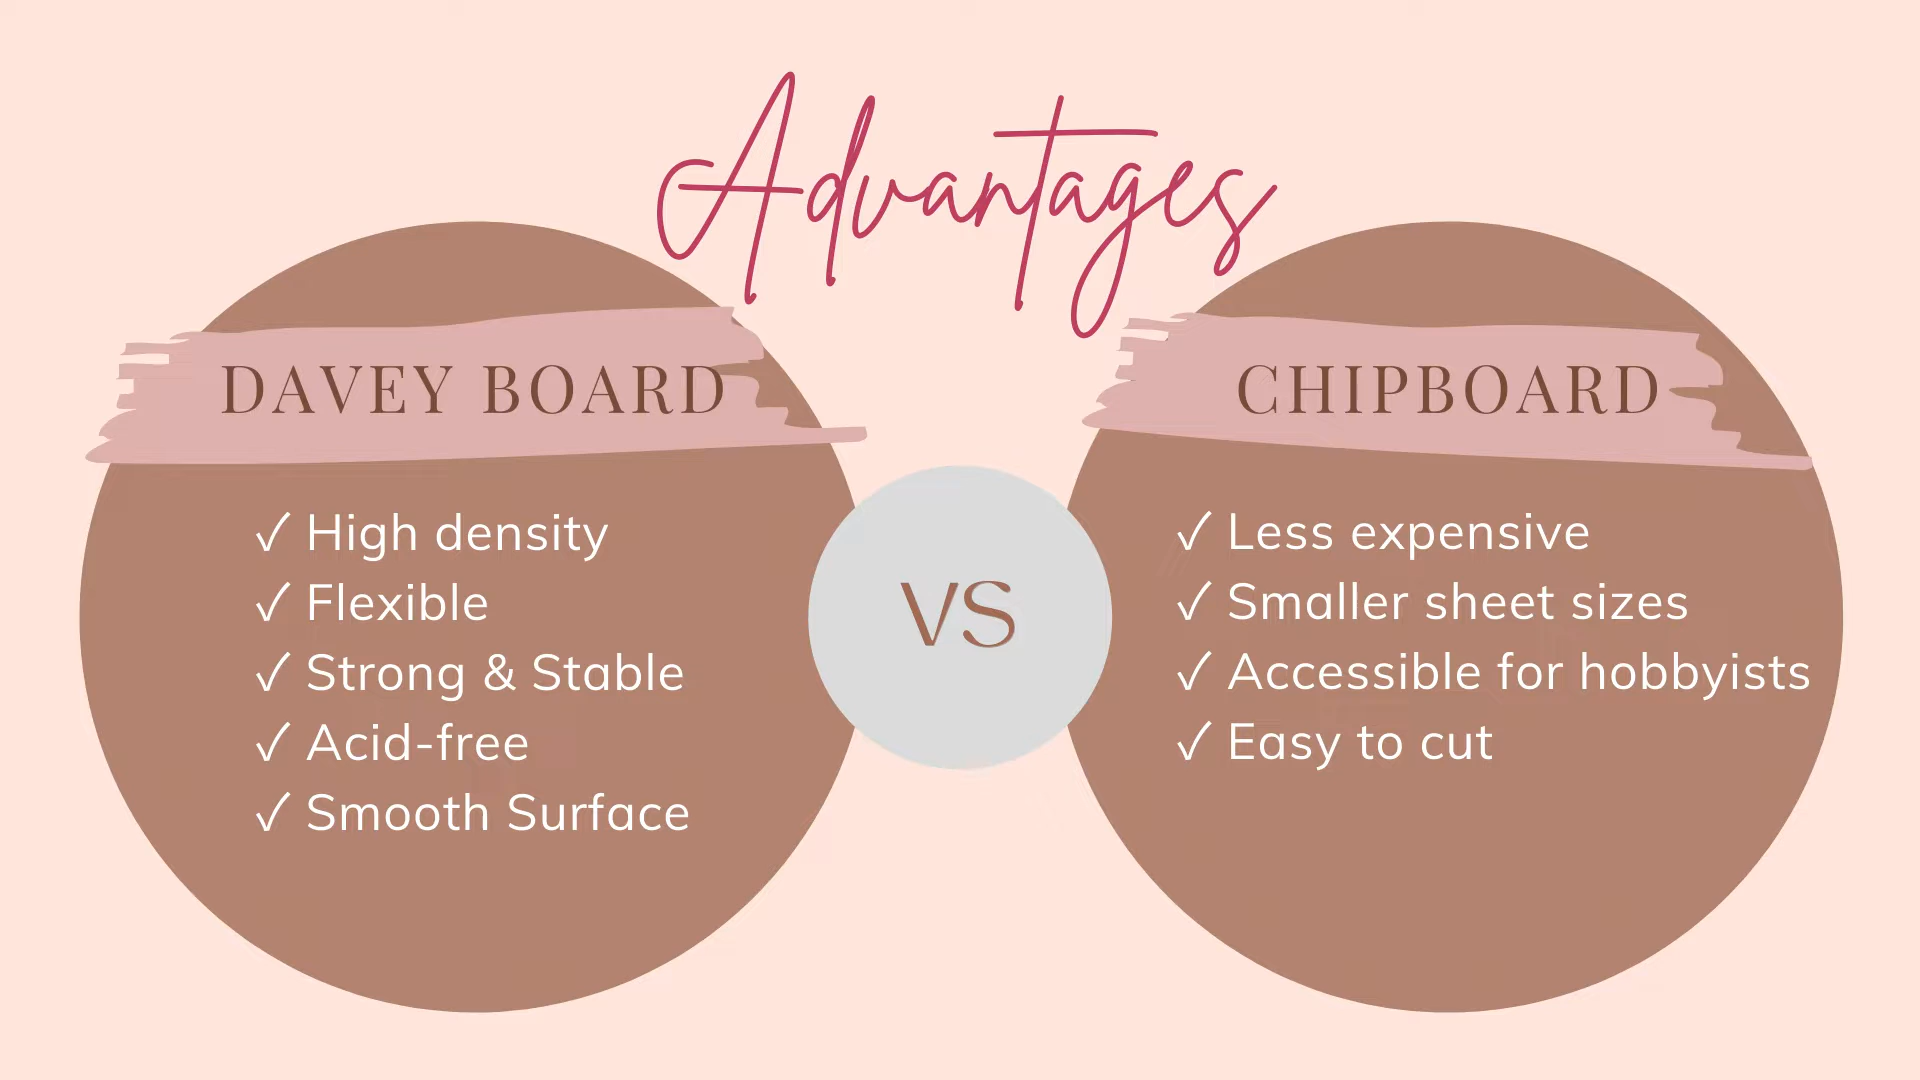 Advantages
DAVEY BOARD
✓ High density
✓ Flexible
✓ Strong & Stable
✓ Acid-free
✓ Smooth Surface
VS
CHIPBOARD
✓ Less expensive
✓ Smaller sheet sizes
✓ Accessible for hobbyists
✓ Easy to cut